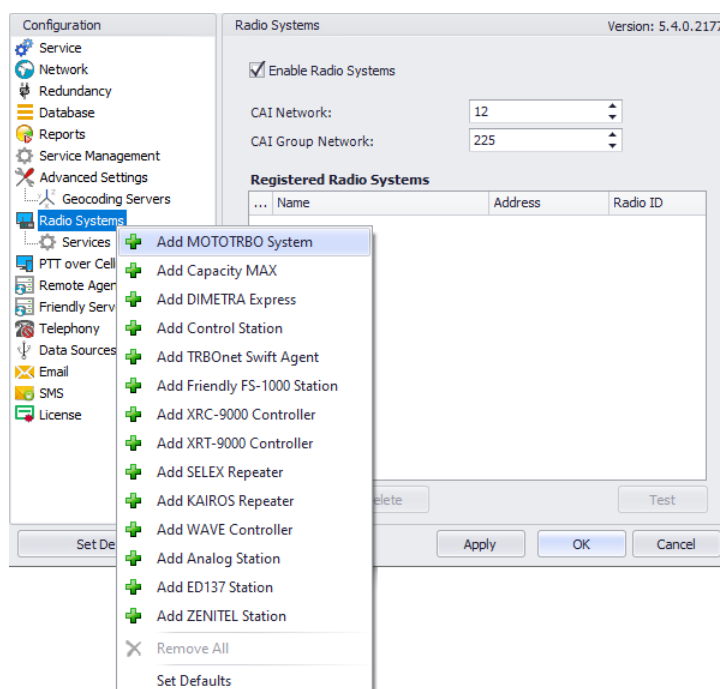 Configuration
Service
Network
Redundancy
Database
Reports
Service Management
Advanced Settings
Geocoding Servers
Radio Systems
Services
PTT over Cell
Remote Agen
Friendly Serv
Telephony
Data Sources
Email
SMS
License
Set De
Radio Systems Version: 5.4.0.2177
Enable Radio Systems
CAI Network: 12
CAI Group Network: 225
Registered Radio Systems
... Name Address Radio ID
Add MOTOTRBO System
Add Capacity MAX
Add DIMETRA Express
Add Control Station
Add TRBOnet Swift Agent
Add Friendly FS-1000 Station
Add XRC-9000 Controller
Add XRT-9000 Controller
Add SELEX Repeater
Add KAIROS Repeater
Add WAVE Controller
Add Analog Station
Add ED137 Station
Add ZENITEL Station
Remove All
Set Defaults
elete Test
Apply OK Cancel